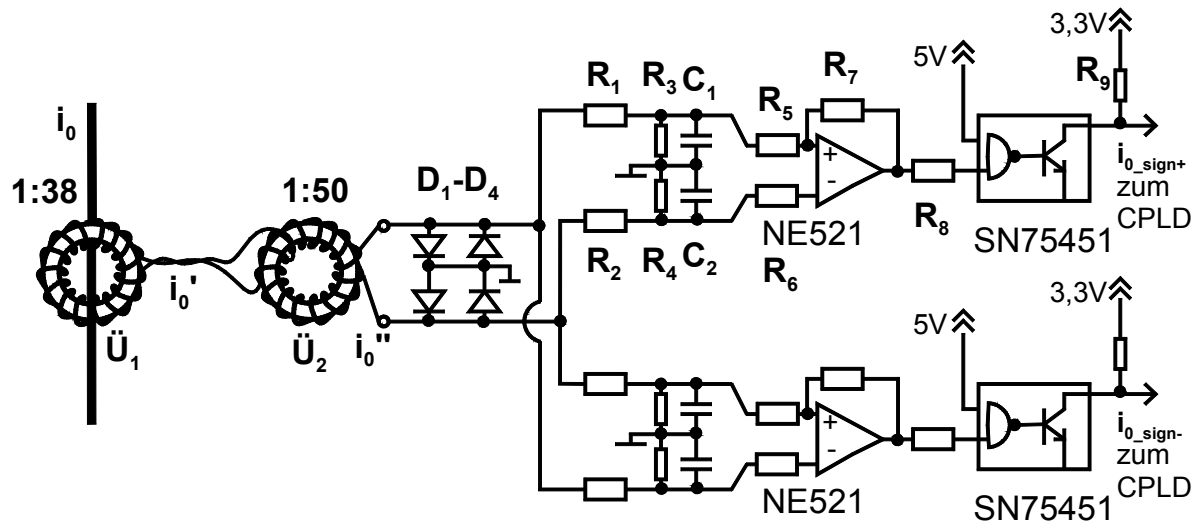 i0
1:38
Ü1
i0'
1:50
Ü2
i0''
D1-D4
R1
R3 C1
R2
R4 C2
R5
R7
+
-
NE521
R6
R8
5V
SN75451
3,3V
R9
i0_sign+
zum
CPLD
+
-
NE521
5V
SN75451
3,3V
i0_sign-
zum
CPLD